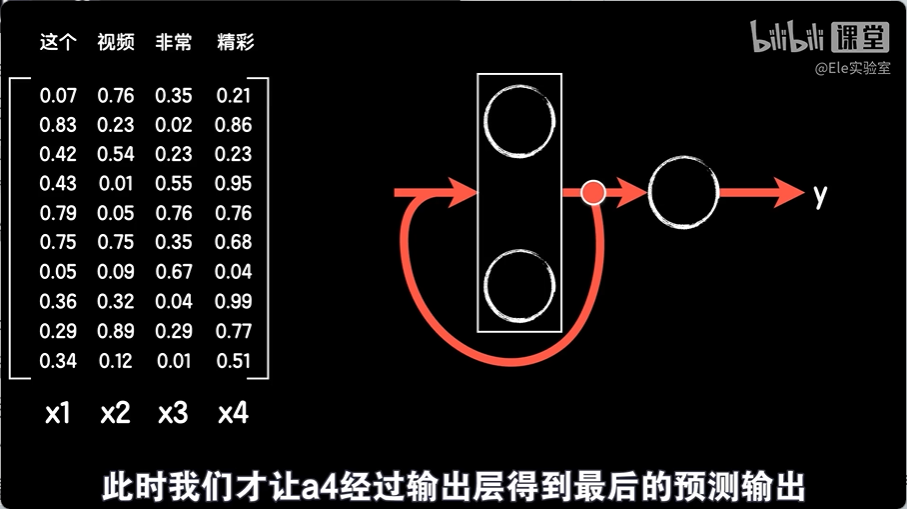 这个 视频 非常 精彩
bilibili 课堂
@Ele实验室
0.07 0.76 0.35 0.21
0.83 0.23 0.02 0.86
0.42 0.54 0.23 0.23
0.43 0.01 0.55 0.95
0.79 0.05 0.76 0.76
0.75 0.75 0.35 0.68
0.05 0.09 0.67 0.04
0.36 0.32 0.04 0.99
0.29 0.89 0.29 0.77
0.34 0.12 0.01 0.51
x1 x2 x3 x4
y
此时我们才让a4经过输出层得到最后的预测输出